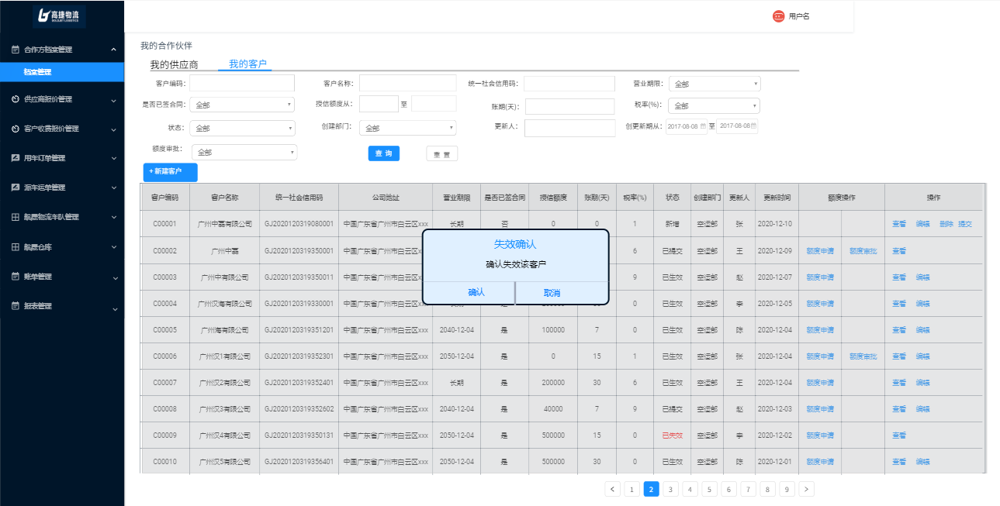 高捷物流
用户名
合作方档案管理
档案管理
供应商报价管理
客户收费报价管理
用车订单管理
派车运单管理
航晟物流车队管理
航晟仓库
账单管理
报表管理
我的合作伙伴
我的供应商 我的客户
客户编码: 客户名称: 统一社会信用码: 营业期限: 全部
是否已签合同: 全部 授信额度从: 至 账期(天): 税率(%): 全部
状态: 全部 创建部门: 全部 更新人: 创更新期从: 2017-08-08 至 2017-08-08
额度审批: 全部 查询 重置
+新建客户
客户编码 客户名称 统一社会信用码 公司地址 营业期限 是否已签合同 授信额度 账期(天) 税率(%) 状态 创建部门 更新人 更新时间 额度操作 操作
C00001 广州中磊有限公司 GJ2020120319080001 中国广东省广州市白云区xxx 长期 否 0 0 1 新增 空运部 张 2020-12-10 查看 编辑 删除 提交
C00002 广州中磊 GJ2020120319350001 中国广东省广州市白云区x 6 已提交 空运部 王 2020-12-09 额度申请 额度审批 查看
C00003 广州中有限公司 GJ2020120319350011 中国广东省广州市白云区x 9 已生效 空运部 赵 2020-12-07 额度申请 查看 编辑
C00004 广州汉海有限公司 GJ2020120319330001 中国广东省广州市白云区xxx 0 已生效 空运部 李 2020-12-05 额度申请 查看 编辑
C00005 广州海有限公司 GJ2020120319351201 中国广东省广州市白云区xxx 2040-12-04 是 100000 7 0 已生效 空运部 陈 2020-12-04 额度申请 查看 编辑
C00006 广州汉1有限公司 GJ2020120319352301 中国广东省广州市白云区xxx 2050-12-04 是 0 15 1 已生效 空运部 张 2020-12-04 额度申请 额度审批 查看 编辑
C00007 广州汉2有限公司 GJ2020120319352401 中国广东省广州市白云区xxx 长期 是 200000 30 6 已生效 空运部 王 2020-12-04 额度申请 查看 编辑
C00008 广州汉3有限公司 GJ2020120319352602 中国广东省广州市白云区xxx 2040-12-04 是 40000 7 9 已提交 空运部 赵 2020-12-03 额度申请 查看 编辑
C00009 广州汉4有限公司 GJ2020120319350131 中国广东省广州市白云区xxx 2050-12-04 是 500000 15 0 已失效 空运部 李 2020-12-02 额度申请 查看
C00010 广州汉5有限公司 GJ2020120319356401 中国广东省广州市白云区xxx 2050-12-04 是 500000 30 0 已生效 空运部 陈 2020-12-01 额度申请 查看 编辑
失效确认
确认失效该客户
确认 取消
< 1 2 3 4 5 6 7 8 9 >